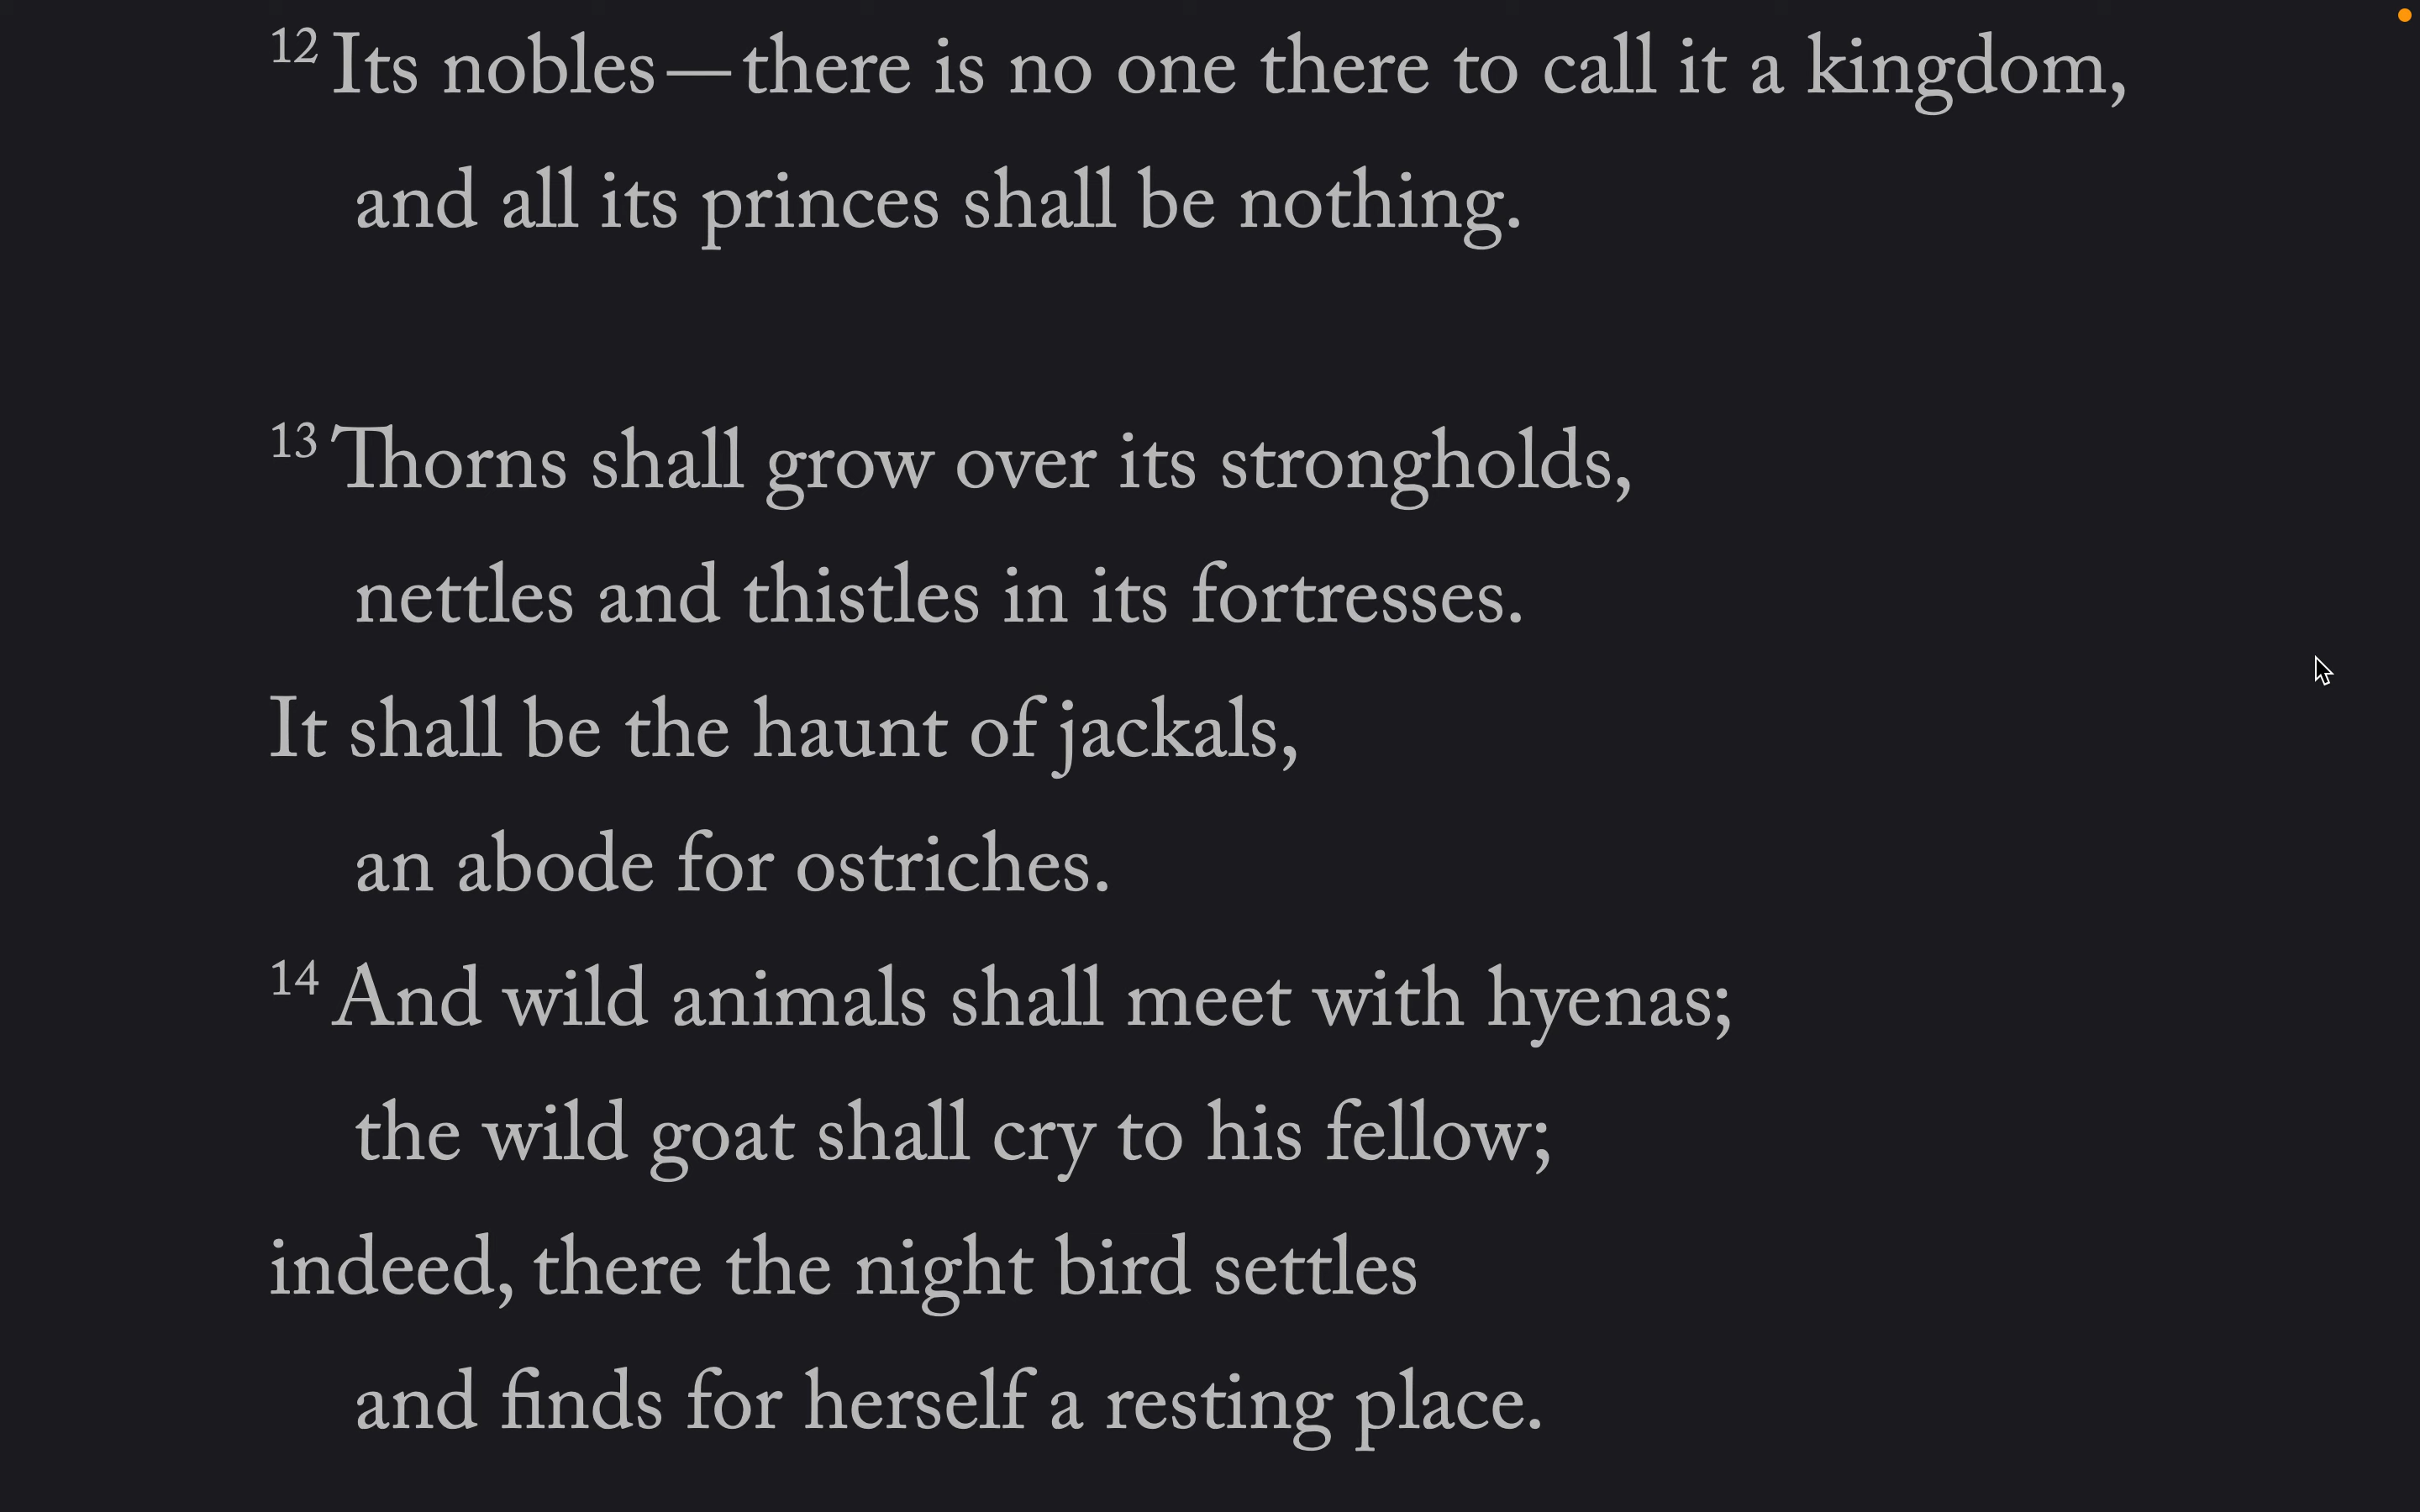 12 Its nobles—there is no one there to call it a kingdom,
and all its princes shall be nothing.
13 Thorns shall grow over its strongholds,
nettles and thistles in its fortresses.
It shall be the haunt of jackals,
an abode for ostriches.
14 And wild animals shall meet with hyenas;
the wild goat shall cry to his fellow;
indeed, there the night bird settles
and finds for herself a resting place.